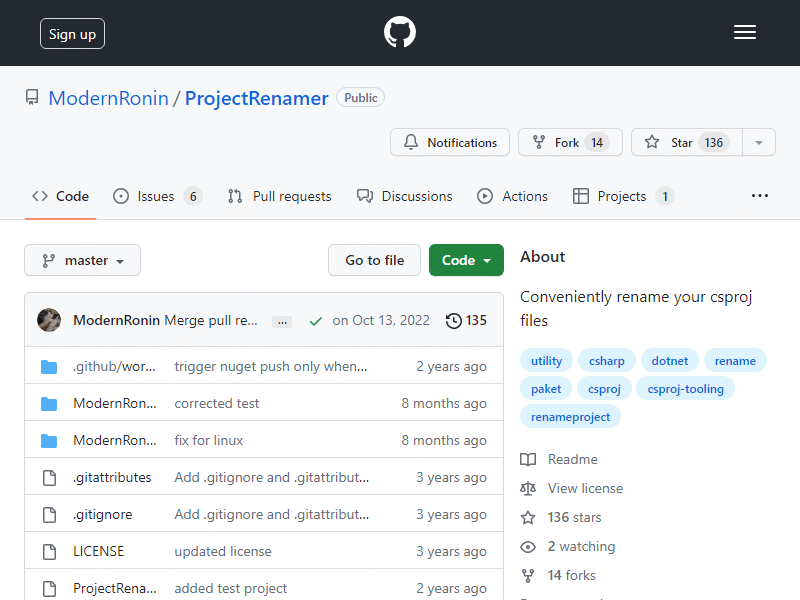 Sign up
ModernRonin / ProjectRenamer Public
Notifications Fork 14 Star 136
Code Issues 6 Pull requests Discussions Actions Projects 1 ...
master Go to file Code
About
Conveniently rename your csproj
files
ModernRonin Merge pull re... ... on Oct 13, 2022 135
.github/wor... trigger nuget push only when... 2 years ago
ModernRon... corrected test 8 months ago
ModernRon... fix for linux 8 months ago
.gitattributes Add .gitignore and .gitattribut... 3 years ago
.gitignore Add .gitignore and .gitattribut... 3 years ago
LICENSE updated license 3 years ago
ProjectRena... added test project 2 years ago
utility csharp dotnet rename
paket csproj csproj-tooling
renameproject
Readme
View license
136 stars
2 watching
14 forks